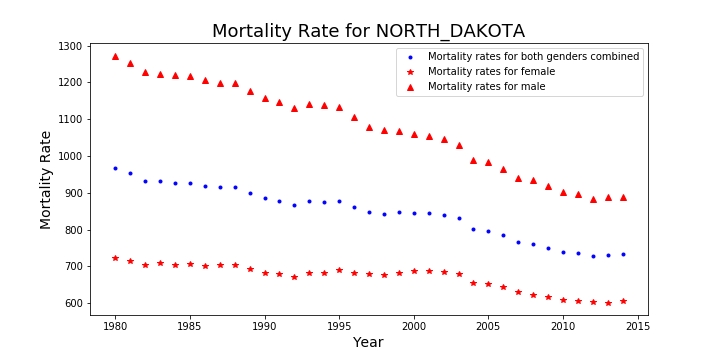 Mortality Rate for NORTH_DAKOTA
1300
1200
1100
1000
900
800
700
600
Mortality Rate
Mortality rates for both genders combined
Mortality rates for female
Mortality rates for male
1980 1985 1990 1995 2000 2005 2010 2015
Year